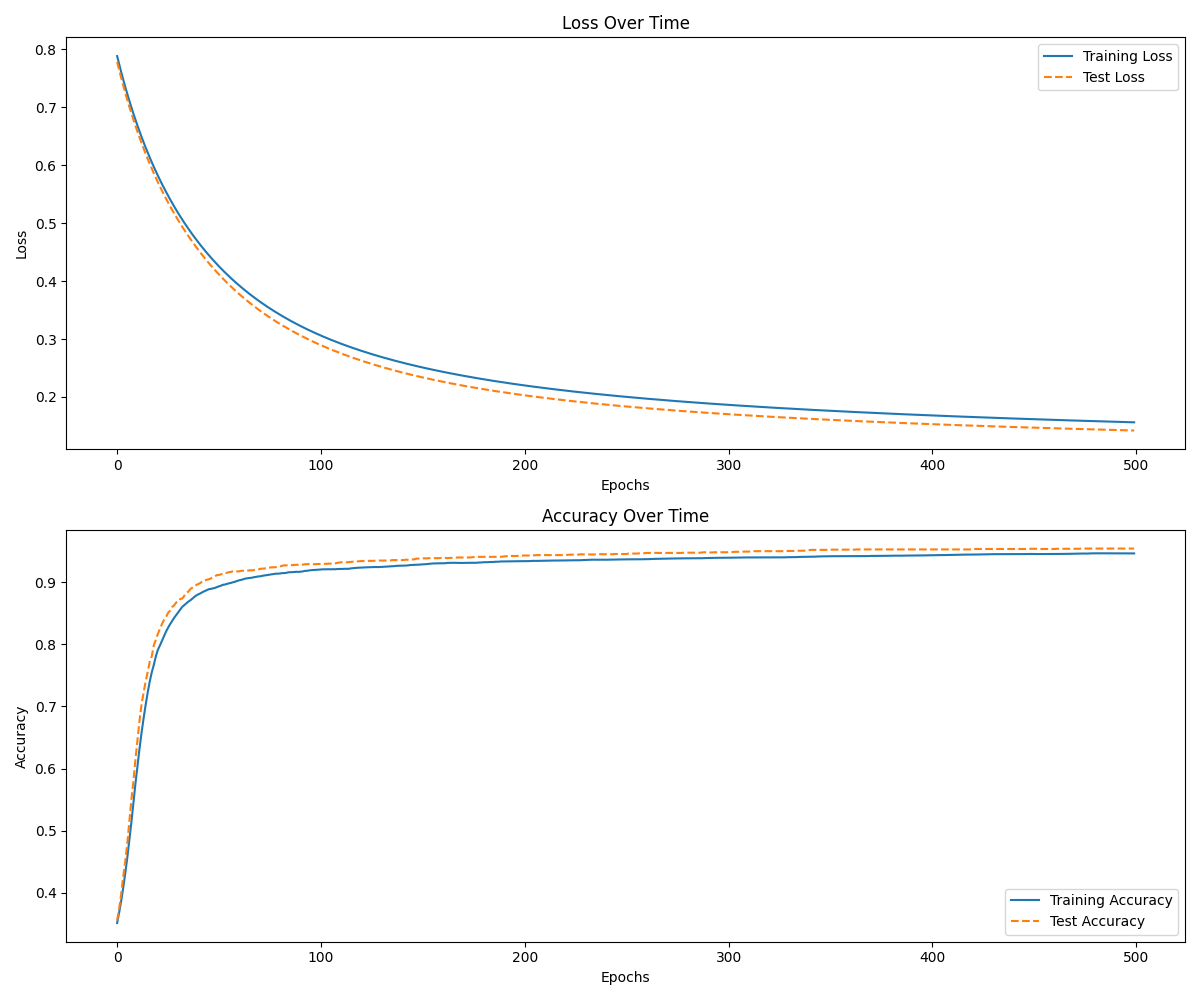 Loss Over Time
0.8
0.7
0.6
0.5
0.4
0.3
0.2
Loss
Training Loss
Test Loss
0 100 200 300 400 500
Epochs
Accuracy Over Time
0.9
0.8
0.7
0.6
0.5
0.4
Accuracy
Training Accuracy
Test Accuracy
0 100 200 300 400 500
Epochs